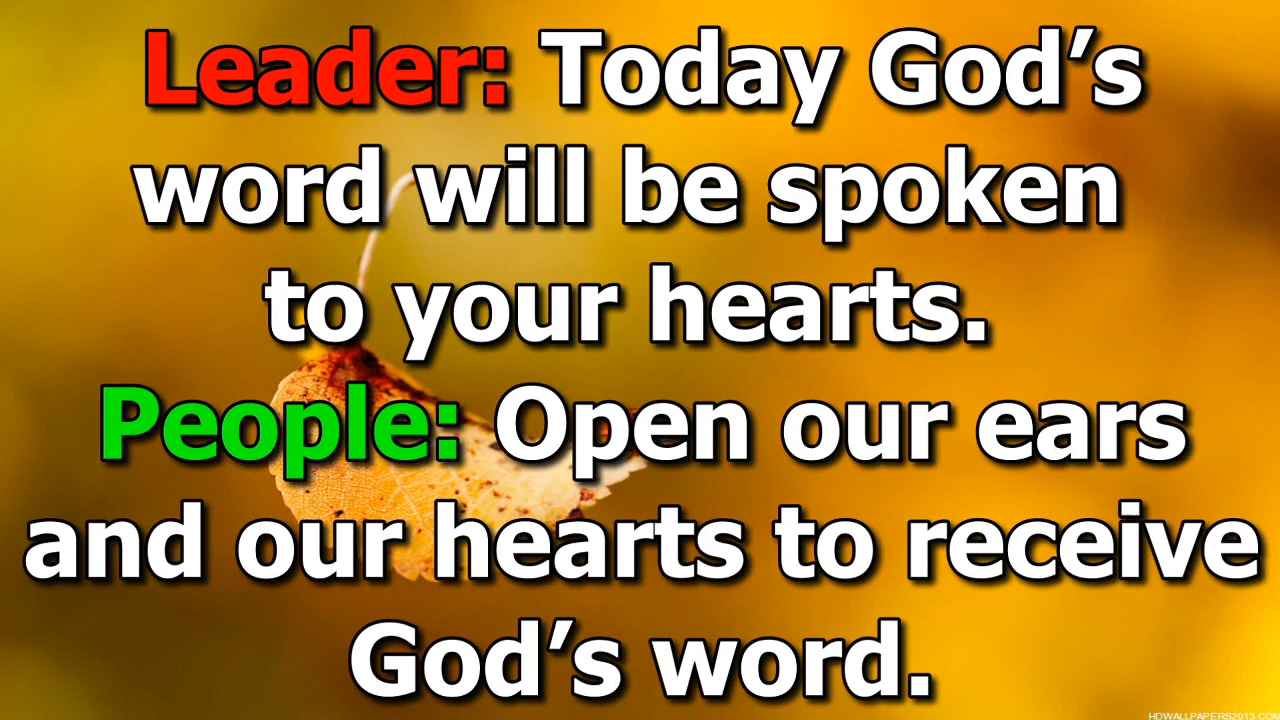 Leader: Today God’s
word will be spoken
to your hearts.
People: Open our ears
and our hearts to receive
God’s word.
HDWALLPAPERS2013.COM